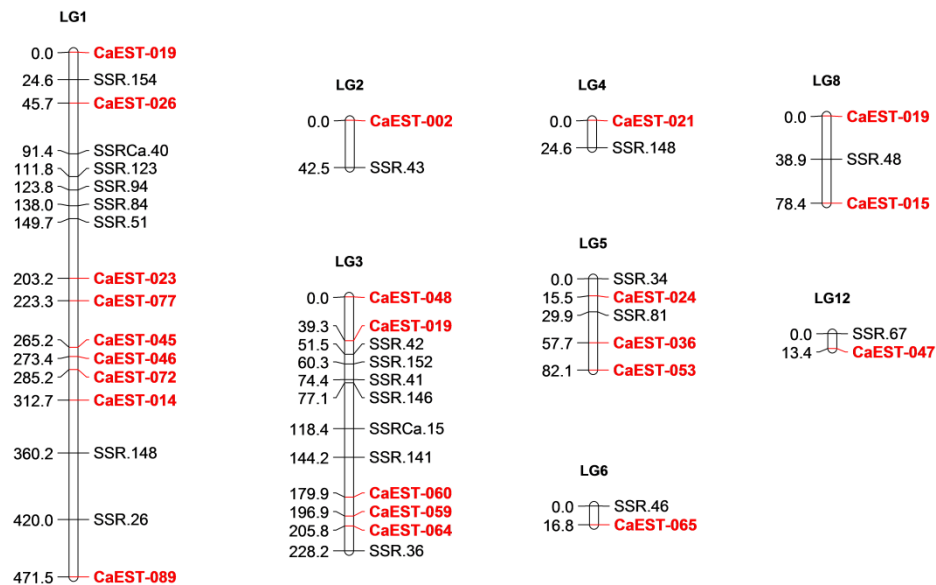 LG1
0.0 CaEST-019
24.6 SSR.154
45.7 CaEST-026
91.4 SSRCa.40
111.8 SSR.123
123.8 SSR.94
138.0 SSR.84
149.7 SSR.51
203.2 CaEST-023
223.3 CaEST-077
265.2 CaEST-045
273.4 CaEST-046
285.2 CaEST-072
312.7 CaEST-014
360.2 SSR.148
420.0 SSR.26
471.5 CaEST-089
LG2
0.0 CaEST-002
42.5 SSR.43
LG3
0.0 CaEST-048
39.3 CaEST-019
51.5 SSR.42
60.3 SSR.152
74.4 SSR.41
77.1 SSR.146
118.4 SSRCa.15
144.2 SSR.141
179.9 CaEST-060
196.9 CaEST-059
205.8 CaEST-064
228.2 SSR.36
LG4
0.0 CaEST-021
24.6 SSR.148
LG5
0.0 SSR.34
15.5 CaEST-024
29.9 SSR.81
57.7 CaEST-036
82.1 CaEST-053
LG6
0.0 SSR.46
16.8 CaEST-065
LG8
0.0 CaEST-019
38.9 SSR.48
78.4 CaEST-015
LG12
0.0 SSR.67
13.4 CaEST-047